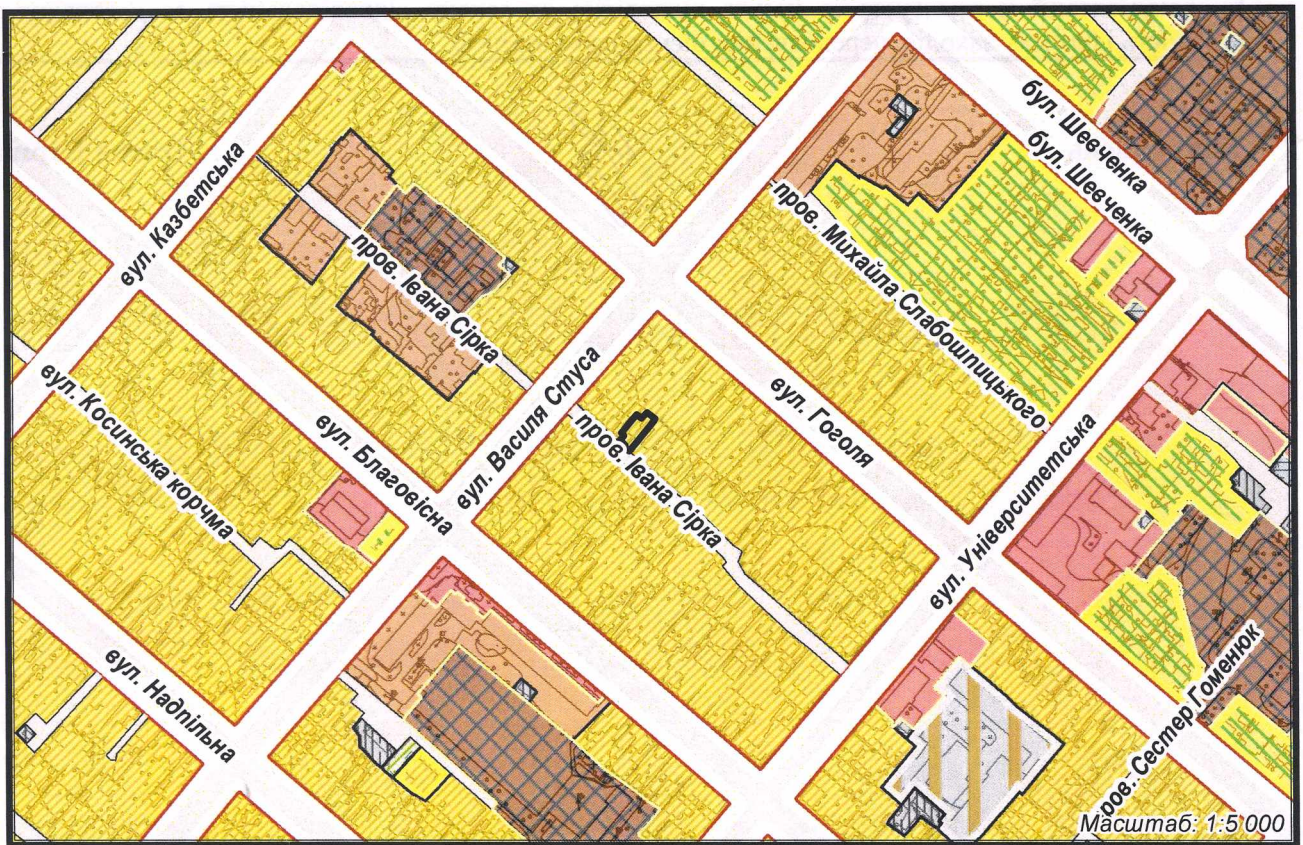 бул. Шевченка
бул. Шевченка
вул. Казбетська
пров. Івана Сірка
пров. Михайла Слабошпицького
вул. Василя Стуса
вул. Гоголя
вул. Косинська корчма
вул. Благовісна
пров. Івана Сірка
вул. Університетська
вул. Надпільна
пров. Сестер Гоменюк
Масштаб: 1:5 000